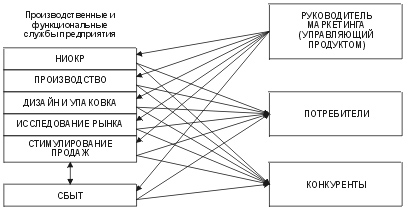 Производственные и
функциональные
службы предприятия
НИОКР
ПРОИЗВОДСТВО
ДИЗАЙН И УПАКОВКА
ИССЛЕДОВАНИЕ РЫНКА
СТИМУЛИРОВАНИЕ
ПРОДАЖ
СБЫТ
РУКОВОДИТЕЛЬ
МАРКЕТИНГА
(УПРАВЛЯЮЩИЙ
ПРОДУКТОМ)
ПОТРЕБИТЕЛИ
КОНКУРЕНТЫ